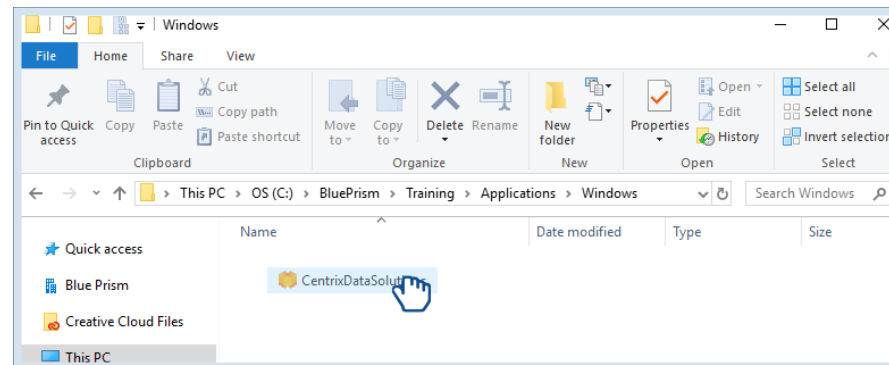 Windows
File Home Share View
Pin to Quick access
Copy
Paste
Cut
Copy path
Paste shortcut
Clipboard
Move to
Copy to
Delete
Rename
Organize
New folder
New
Properties
Open
Edit
History
Open
Select all
Select none
Invert selection
Select
This PC > OS (C:) > BluePrism > Training > Applications > Windows
Search Windows
Name Date modified Type Size
Quick access
Blue Prism
Creative Cloud Files
This PC